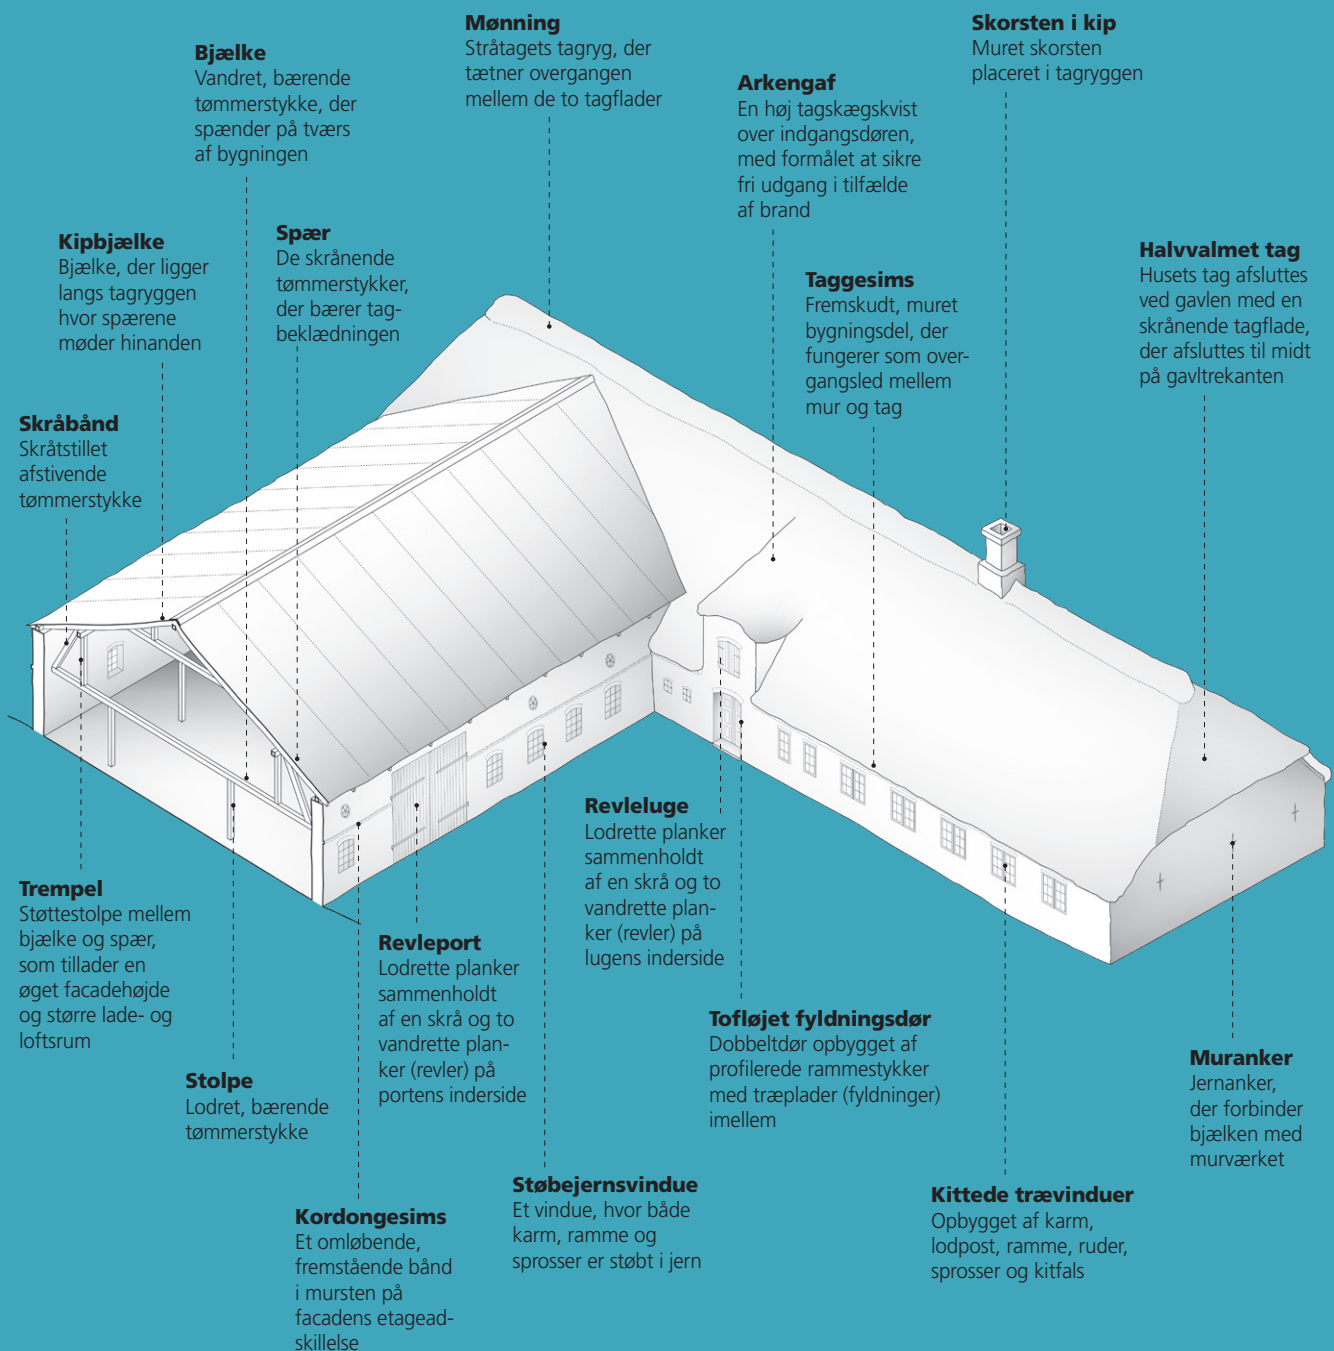 Mønning
Stråtagets tagryg, der
tætner overgangen
mellem de to tagflader
Skorsten i kip
Muret skorsten
placeret i tagryggen
Bjælke
Vandret, bærende
tømmerstykke, der
spænder på tværs
af bygningen
Arkengaf
En høj tagskægskvist
over indgangsdøren,
med formålet at sikre
fri udgang i tilfælde
af brand
Kipbjælke
Bjælke, der ligger
langs tagryggen
hvor spærene
møder hinanden
Spær
De skrånende
tømmerstykker,
der bærer tag-
beklædningen
Halvvalmet tag
Husets tag afsluttes
ved gavlen med en
skrånende tagflade,
der afsluttes til midt
på gavltrekanten
Taggesims
Fremskudt, muret
bygningsdel, der
fungerer som over-
gangsled mellem
mur og tag
Skråbånd
Skråtstillet
afstivende
tømmerstykke
Trempel
Støttestolpe mellem
bjælke og spær,
som tillader en
øget facadehøjde
og større lade- og
loftsrum
Stolpe
Lodret, bærende
tømmerstykke
Revleport
Lodrette planker
sammenholdt
af en skrå og to
vandrette plan-
ker (revler) på
portens inderside
Revleluge
Lodrette planker
sammenholdt
af en skrå og to
vandrette plan-
ker (revler) på
lugens inderside
Tofløjet fyldningsdør
Dobbeltdør opbygget af
profilerede rammestykker
med træplader (fyldninger)
imellem
Muranker
Jernanker,
der forbinder
bjælken med
murværket
Kordongesims
Et omløbende,
fremstående bånd
i mursten på
facadens etagead-
skillelse
Støbejernsvindue
Et vindue, hvor både
karm, ramme og
sprosser er støbt i jern
Kittede trævinduer
Opbygget af karm,
lodpost, ramme, ruder,
sprosser og kitfals